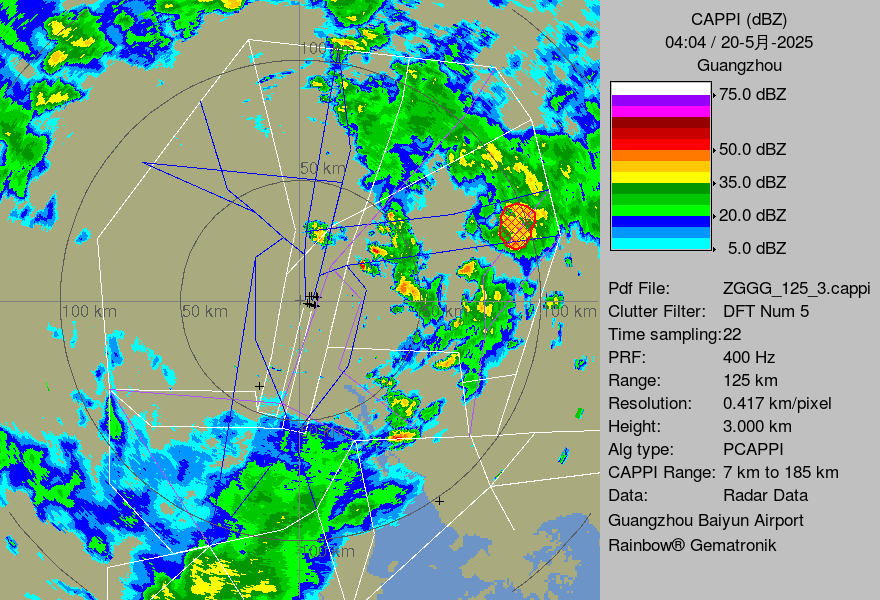 CAPPI (dBZ)
04:04 / 20-5月-2025
Guangzhou
75.0 dBZ
50.0 dBZ
35.0 dBZ
20.0 dBZ
5.0 dBZ
Pdf File: ZGGG_125_3.cappi
Clutter Filter: DFT Num 5
Time sampling:22
PRF: 400 Hz
Range: 125 km
Resolution: 0.417 km/pixel
Height: 3.000 km
Alg type: PCAPPI
CAPPI Range: 7 km to 185 km
Data: Radar Data
Guangzhou Baiyun Airport
Rainbow® Gematronik
100 km
50 km
100 km
50 km
km
100 km
100 km